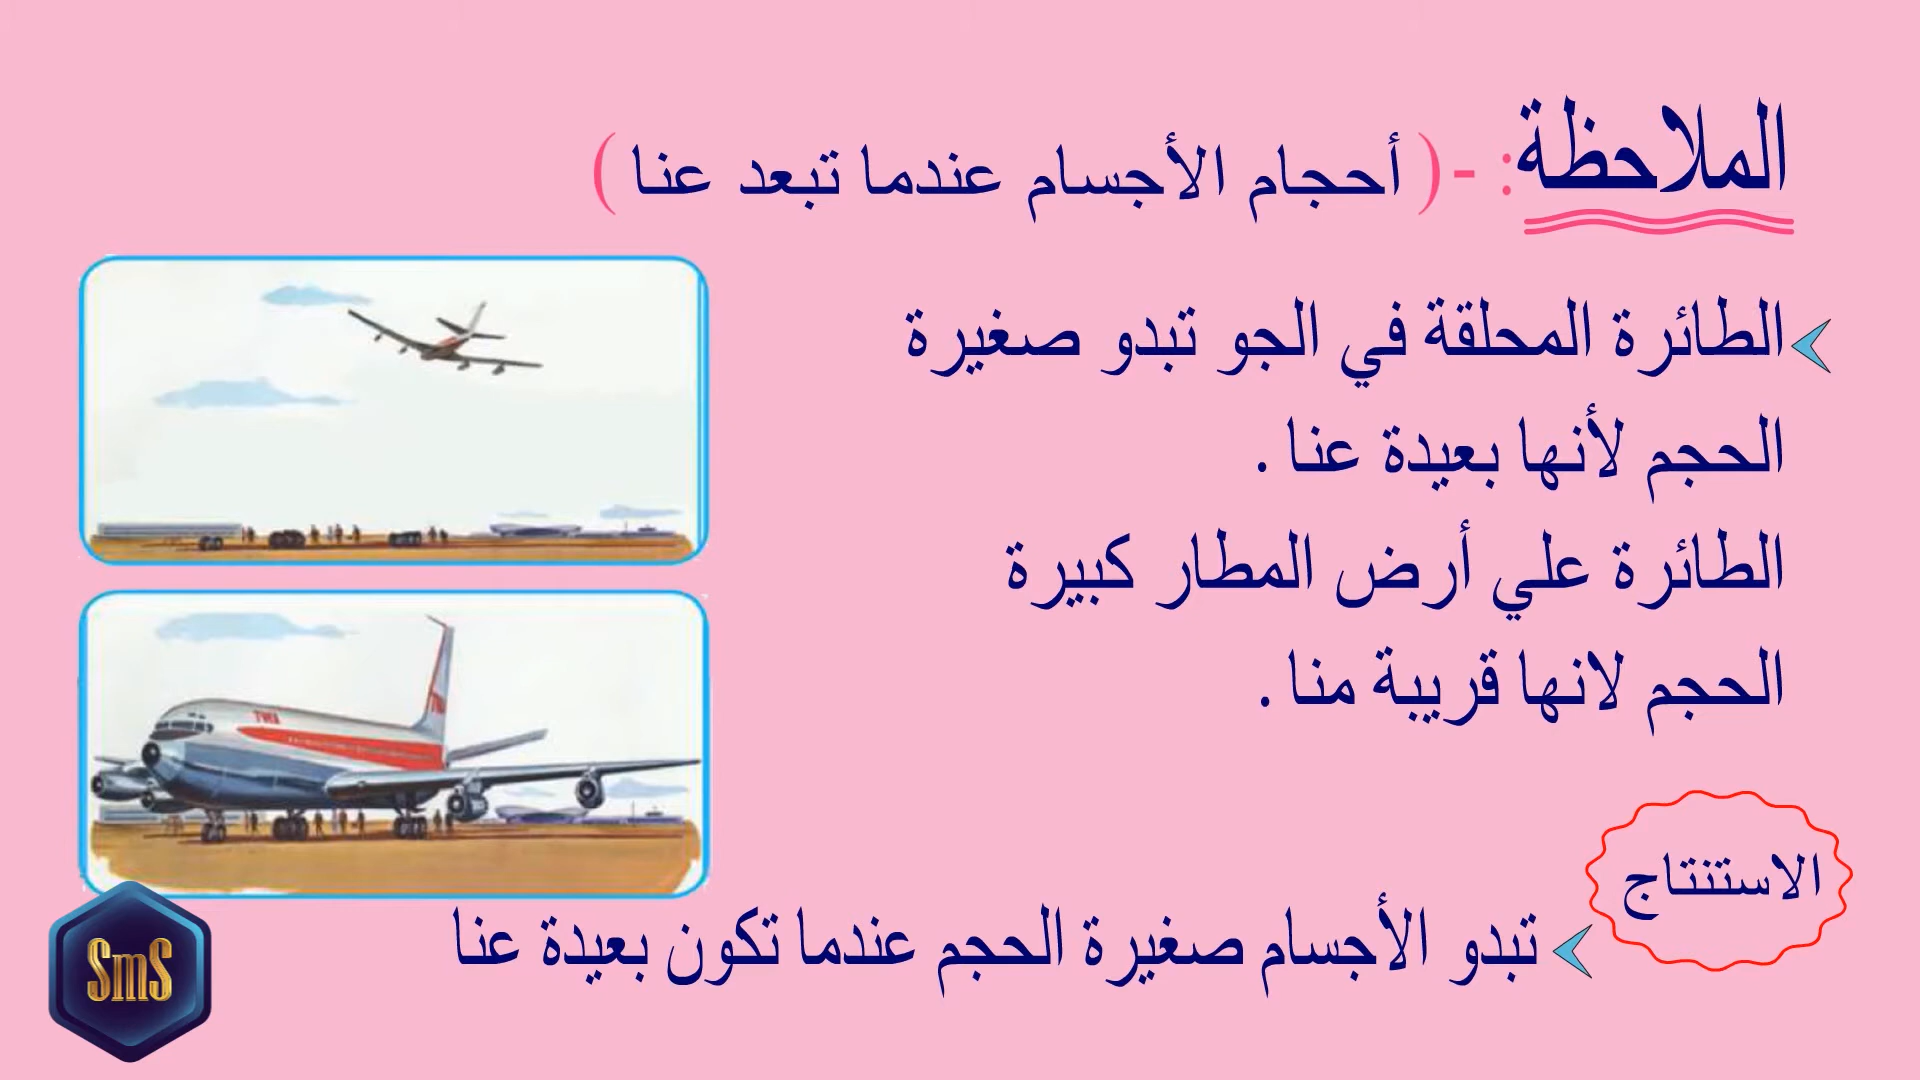 الملاحظة: - ( أحجام الأجسام عندما تبعد عنا )
الطائرة المحلقة في الجو تبدو صغيرة
الحجم لأنها بعيدة عنا .
الطائرة علي أرض المطار كبيرة
الحجم لانها قريبة منا .
TWA
الاستنتاج
تبدو الأجسام صغيرة الحجم عندما تكون بعيدة عنا
SmS